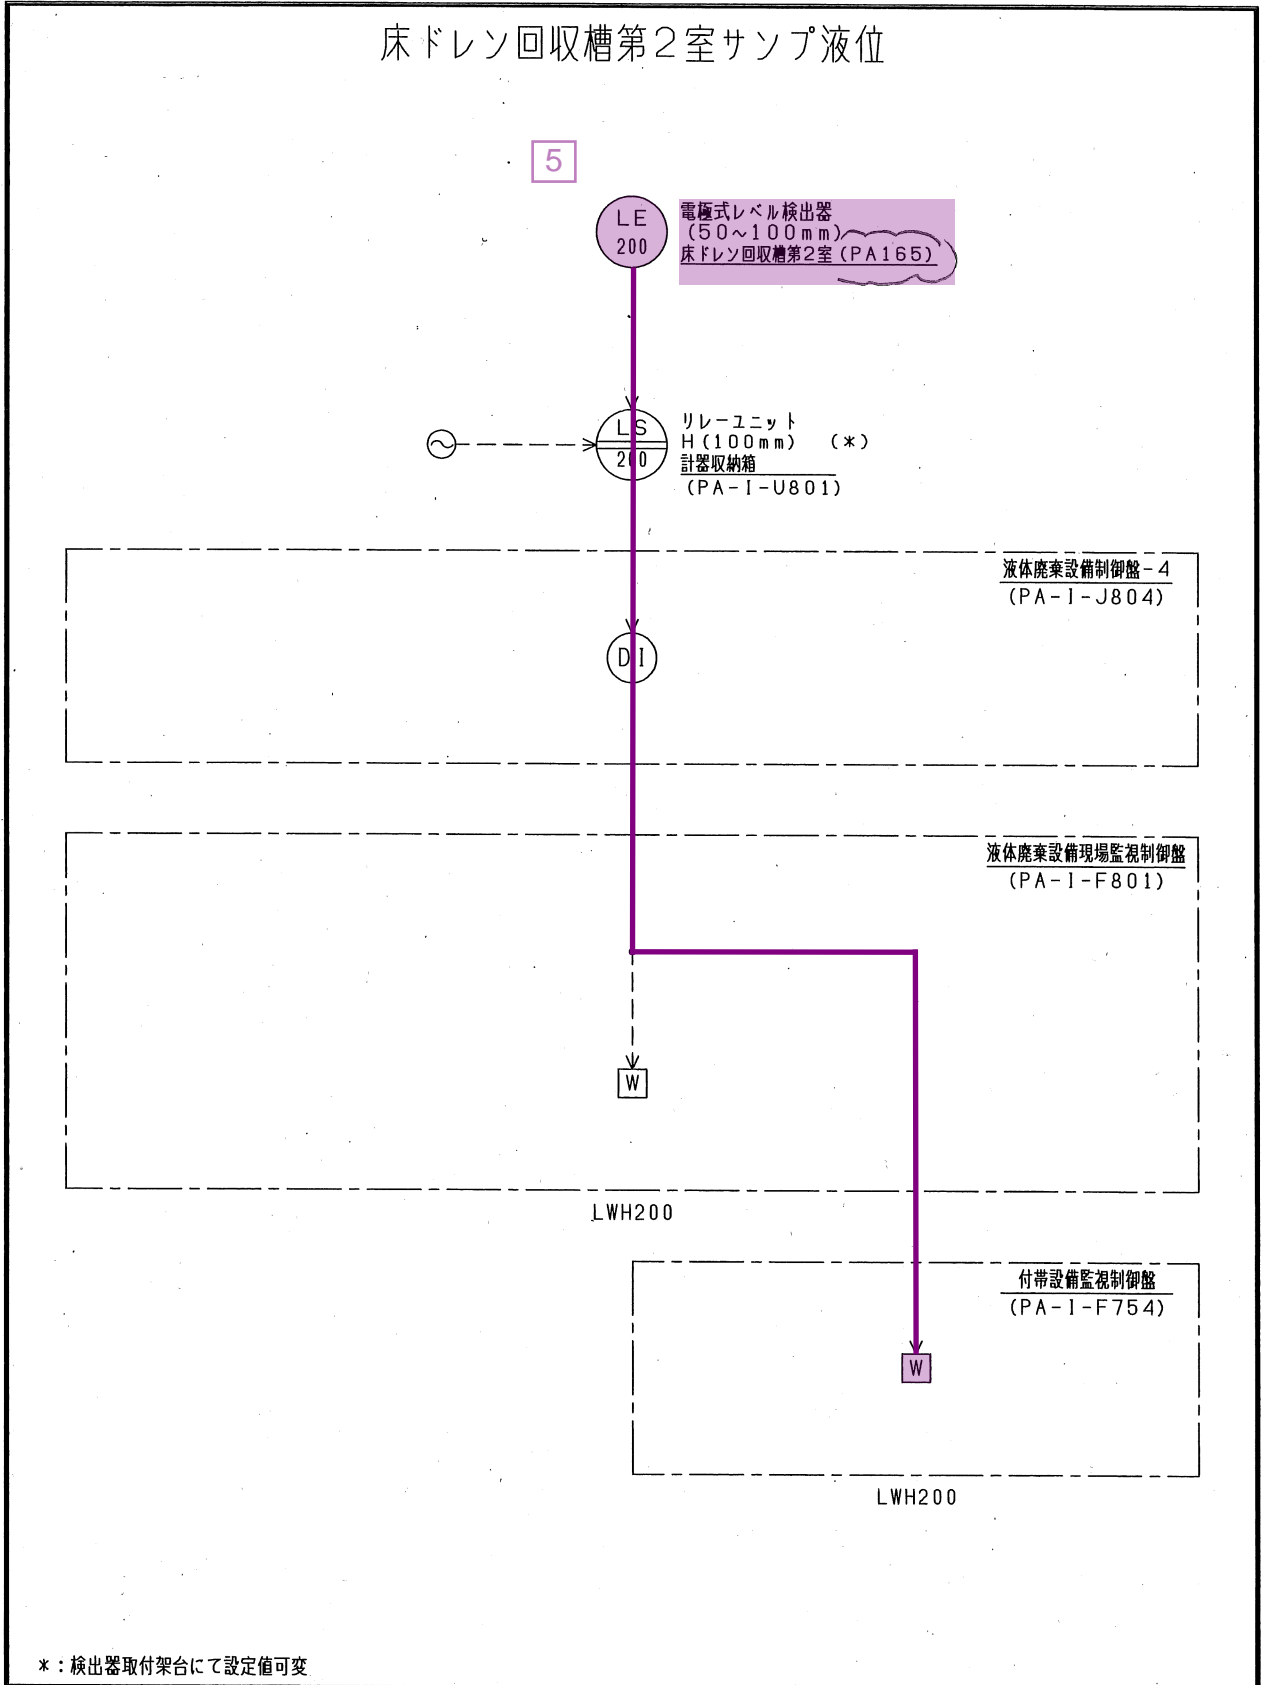 床ドレン回収槽第2室サンプ液位
5
LE
200
電極式レベル検出器
(50~100mm)
床ドレン回収槽第2室(PA165)
LS
200
リレーユニット
H(100mm) (*)
計器収納箱
(PA-I-U801)
液体廃棄設備制御盤-4
(PA-I-J804)
DI
液体廃棄設備現場監視制御盤
(PA-I-F801)
W
LWH200
付帯設備監視制御盤
(PA-I-F754)
W
LWH200
*:検出器取付架台にて設定値可変